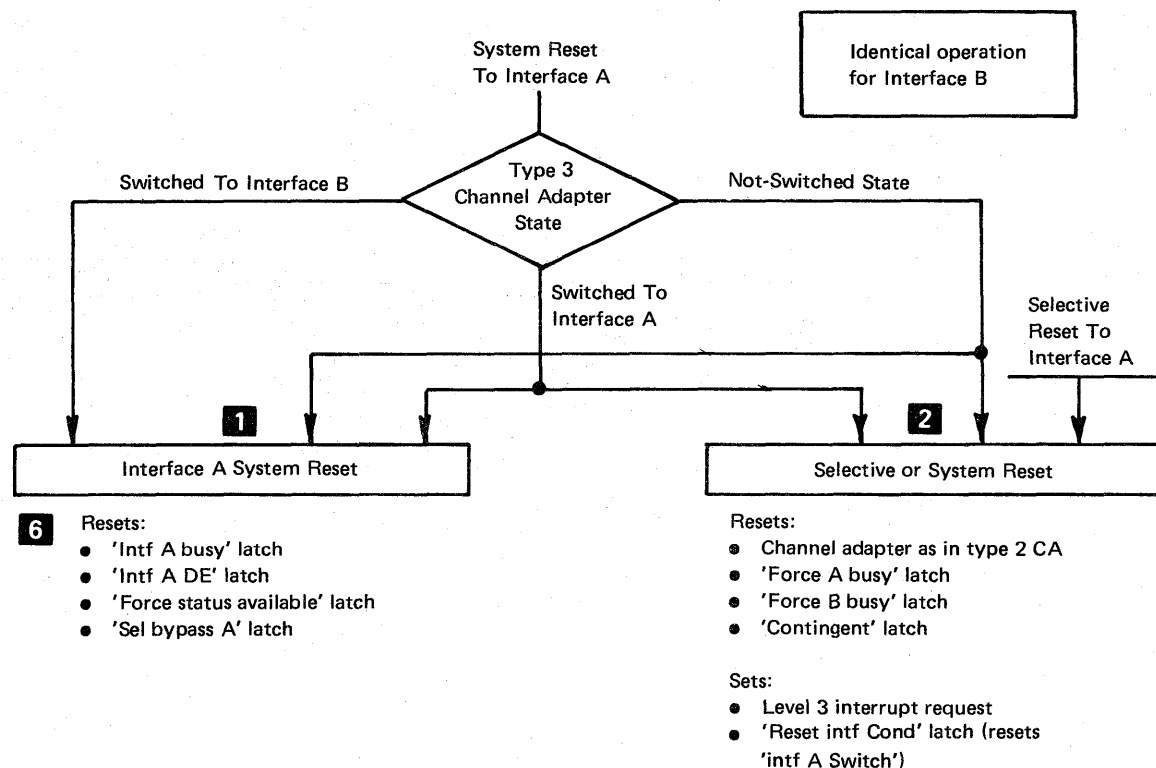 System Reset
To Interface A
Identical operation
for Interface B
Type 3
Channel Adapter
State
Switched To Interface B
Not-Switched State
Switched To
Interface A
Selective
Reset To
Interface A
1
2
Interface A System Reset
Selective or System Reset
6
Resets:
● 'Intf A busy' latch
● 'Intf A DE' latch
● 'Force status available' latch
● 'Sel bypass A' latch
Resets:
● Channel adapter as in type 2 CA
● 'Force A busy' latch
● 'Force B busy' latch
● 'Contingent' latch
Sets:
● Level 3 interrupt request
● 'Reset intf Cond' latch (resets
'intf A Switch')